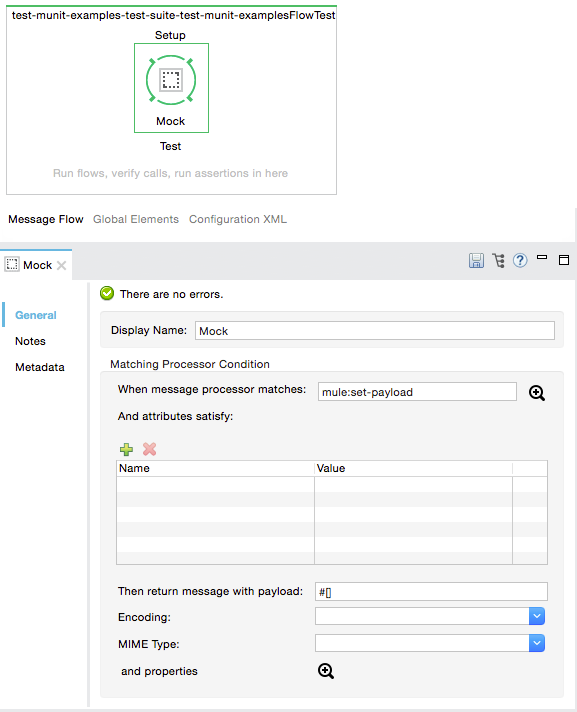 test-munit-examples-test-suite-test-munit-examplesFlowTest
Setup
Mock
Test
Run flows, verify calls, run assertions in here
Message Flow Global Elements Configuration XML
Mock
There are no errors.
General
Notes
Metadata
Display Name: Mock
Matching Processor Condition
When message processor matches: mule:set-payload
And attributes satisfy:
Name Value
Then return message with payload: #[]
Encoding:
MIME Type:
and properties